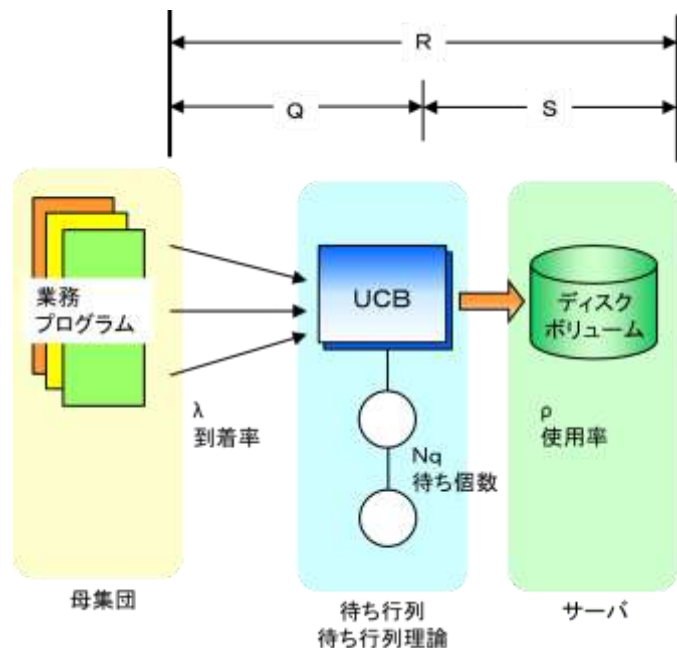 R
Q
S
業務
プログラム
UCB
ディスク
ボリューム
λ
到着率
Nq
待ち個数
ρ
使用率
母集団
待ち行列
待ち行列理論
サーバ